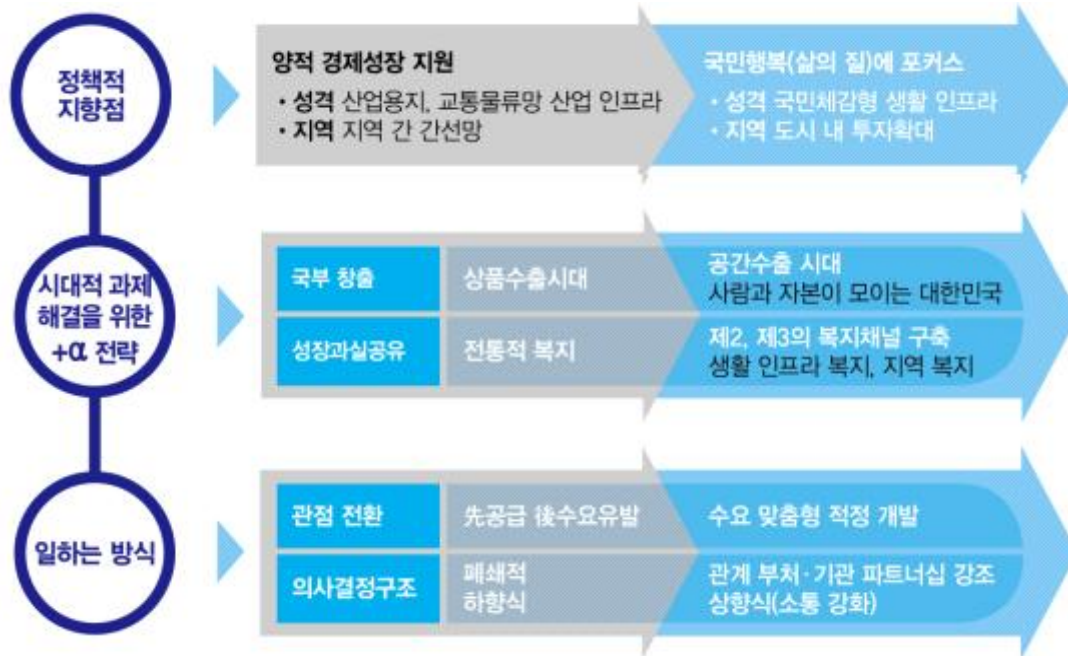 정책적
지향점
양적 경제성장 지원
• 성격 산업용지, 교통물류망 산업 인프라
• 지역 지역 간 간선망
국민행복(삶의 질)에 포커스
• 성격 국민체감형 생활 인프라
• 지역 도시 내 투자확대
시대적 과제
해결을 위한
+α 전략
국부 창출
상품수출시대
공간수출 시대
사람과 자본이 모이는 대한민국
성장과실공유
전통적 복지
제2, 제3의 복지채널 구축
생활 인프라 복지, 지역 복지
일하는 방식
관점 전환
先공급 後수요유발
수요 맞춤형 적정 개발
의사결정구조
폐쇄적
하향식
관계 부처·기관 파트너십 강조
상향식(소통 강화)